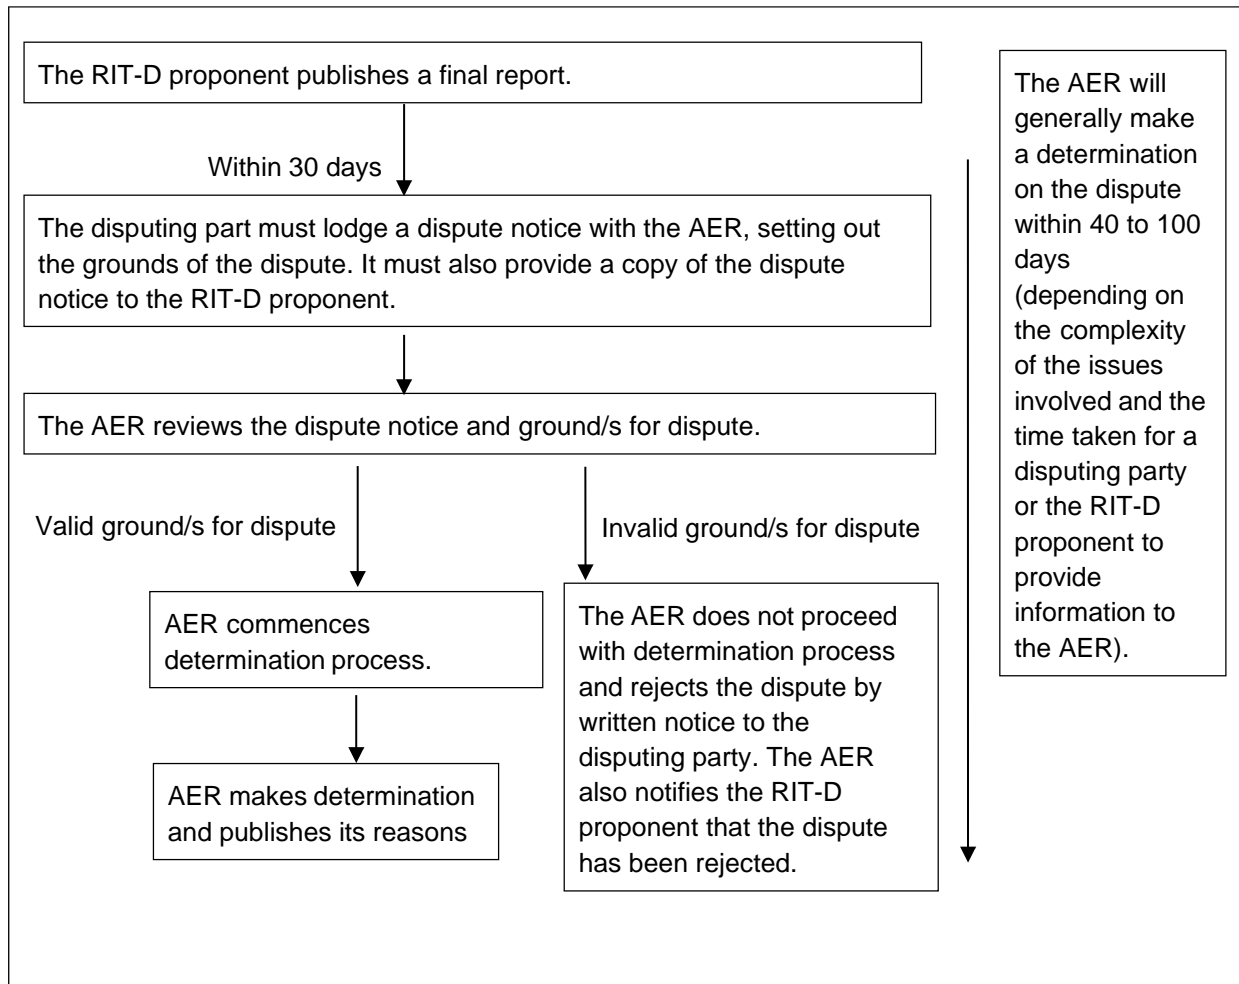 The RIT-D proponent publishes a final report.
Within 30 days
The disputing part must lodge a dispute notice with the AER, setting out
the grounds of the dispute. It must also provide a copy of the dispute
notice to the RIT-D proponent.
The AER reviews the dispute notice and ground/s for dispute.
Valid ground/s for dispute
Invalid ground/s for dispute
AER commences
determination process.
AER makes determination
and publishes its reasons
The AER does not proceed
with determination process
and rejects the dispute by
written notice to the
disputing party. The AER
also notifies the RIT-D
proponent that the dispute
has been rejected.
The AER will
generally make
a determination
on the dispute
within 40 to 100
days
(depending on
the complexity
of the issues
involved and the
time taken for a
disputing party
or the RIT-D
proponent to
provide
information to
the AER).